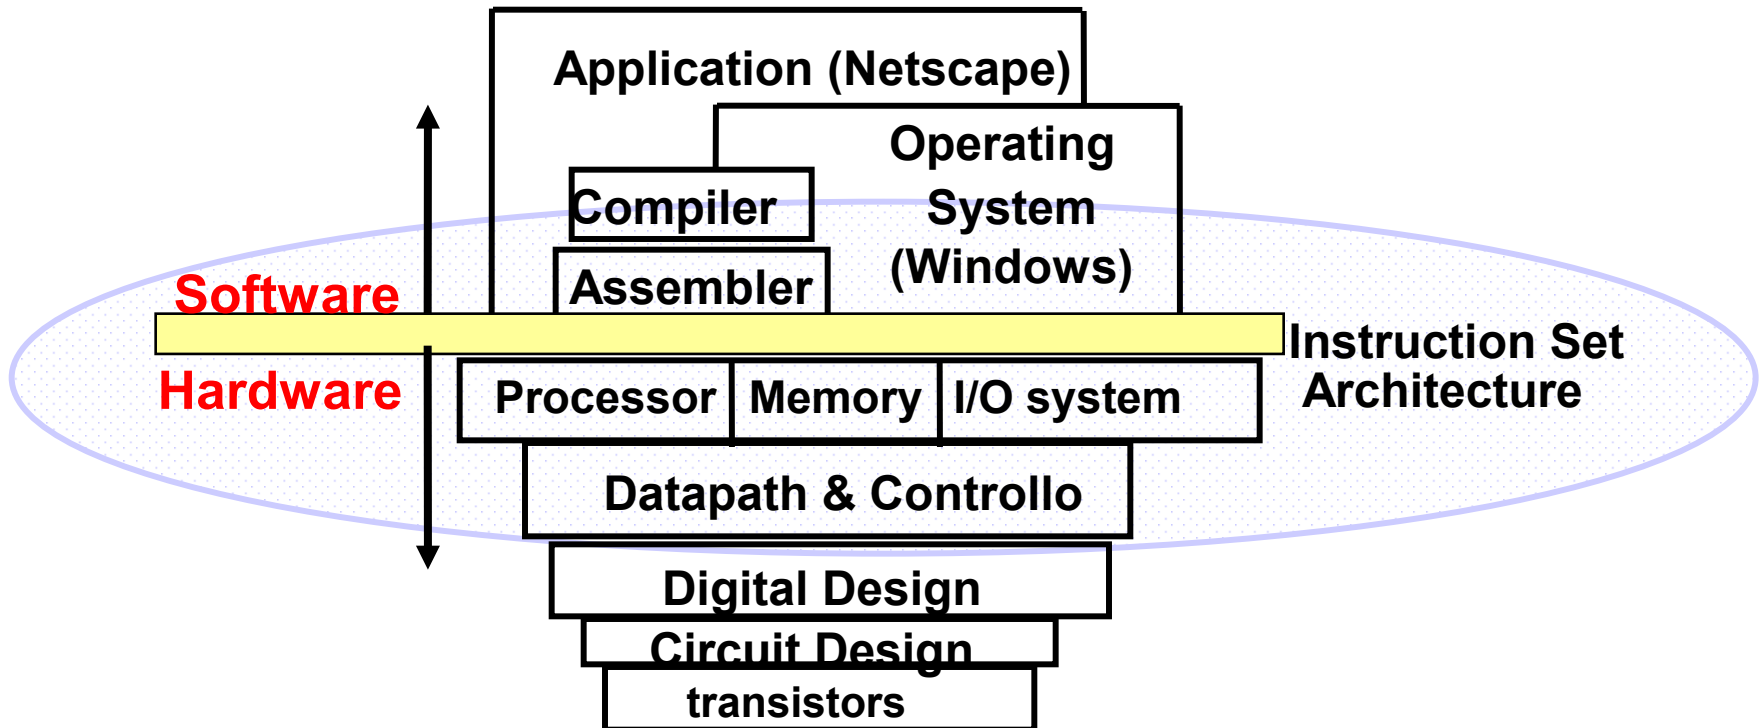 Application (Netscape)
Operating
System
(Windows)
Compiler
Assembler
Software
Hardware
Instruction Set
Architecture
Processor
Memory
I/O system
Datapath & Controllo
Digital Design
Circuit Design
transistors